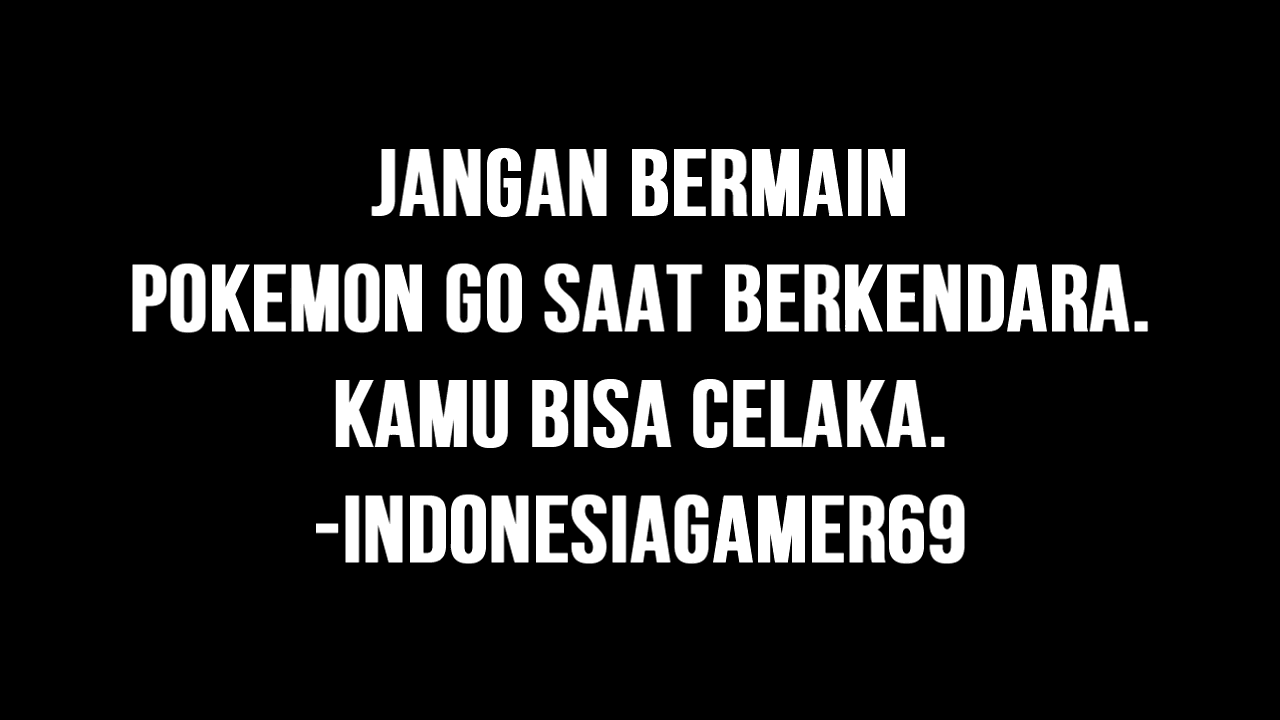 JANGAN BERMAIN
POKEMON GO SAAT BERKENDARA.
KAMU BISA CELAKA.
-INDONESIAGAMER69